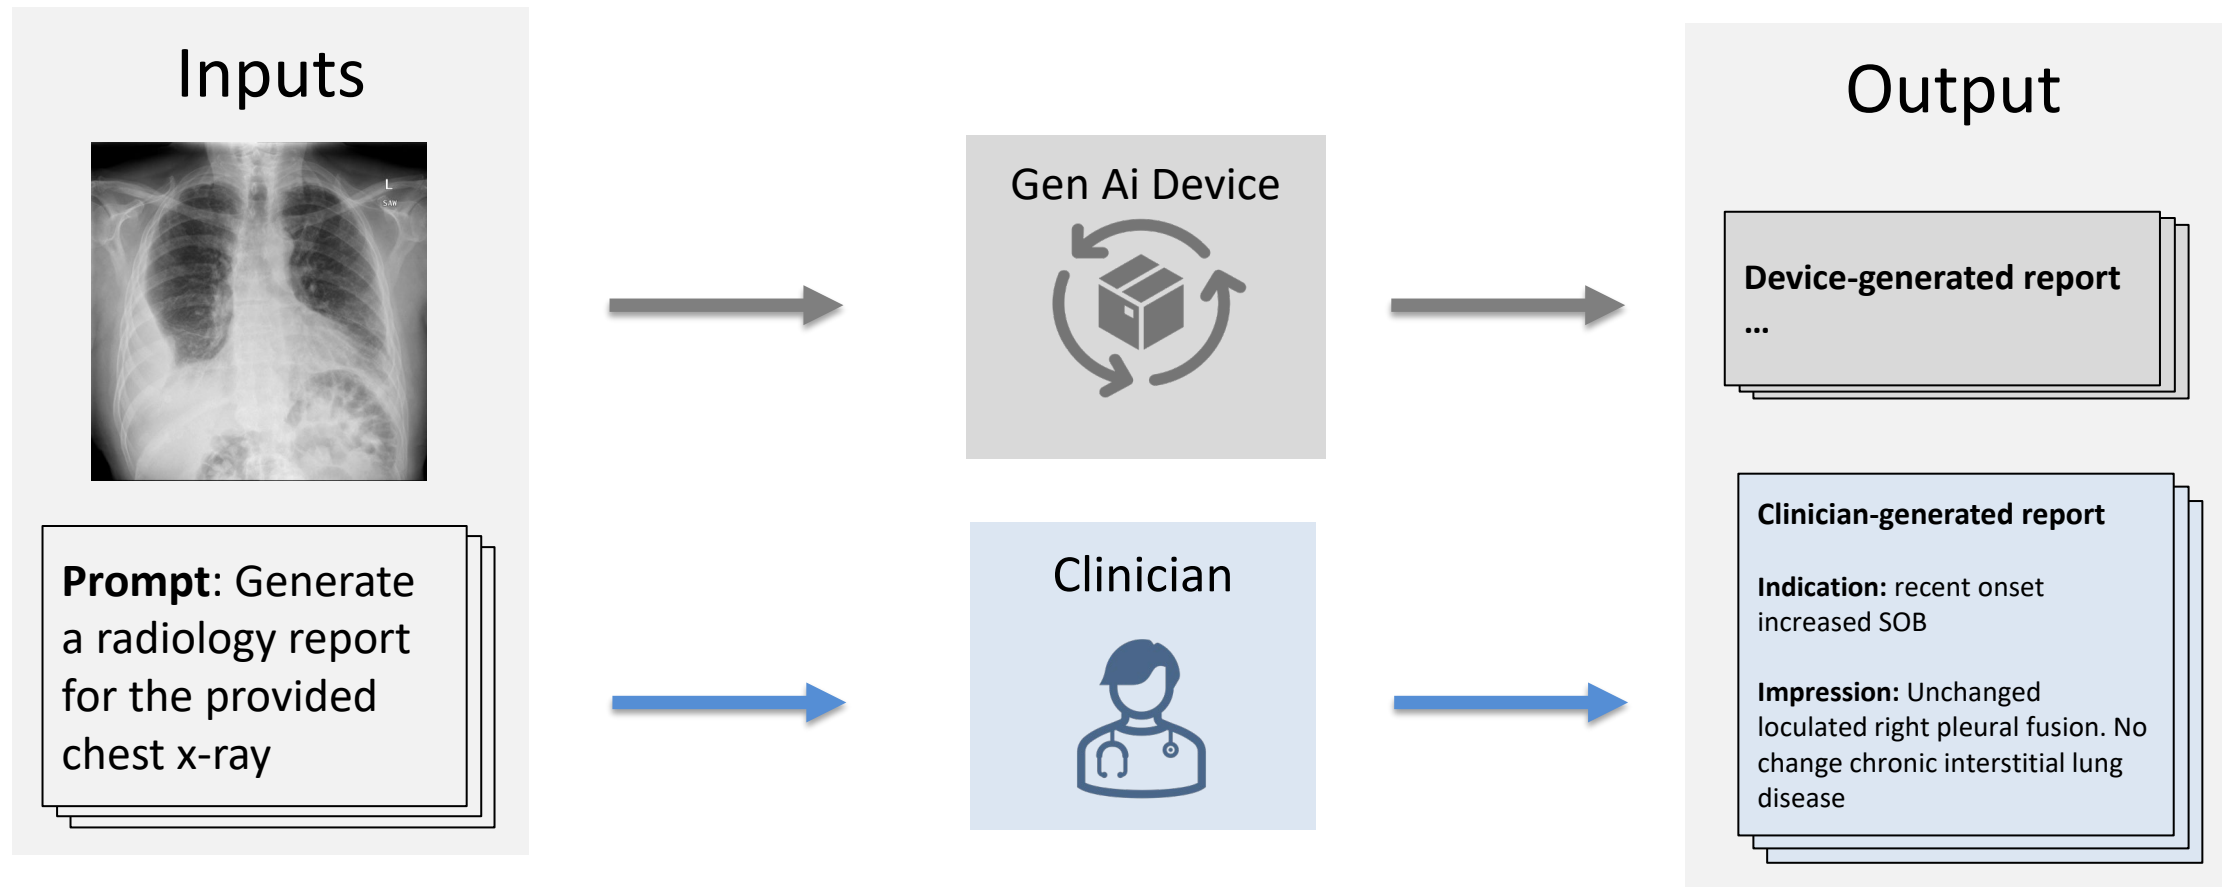 Inputs
L
SAW
Prompt: Generate
a radiology report
for the provided
chest x-ray
Gen Ai Device
Clinician
Output
Device-generated report
...
Clinician-generated report
Indication: recent onset
increased SOB
Impression: Unchanged
loculated right pleural fusion. No
change chronic interstitial lung
disease